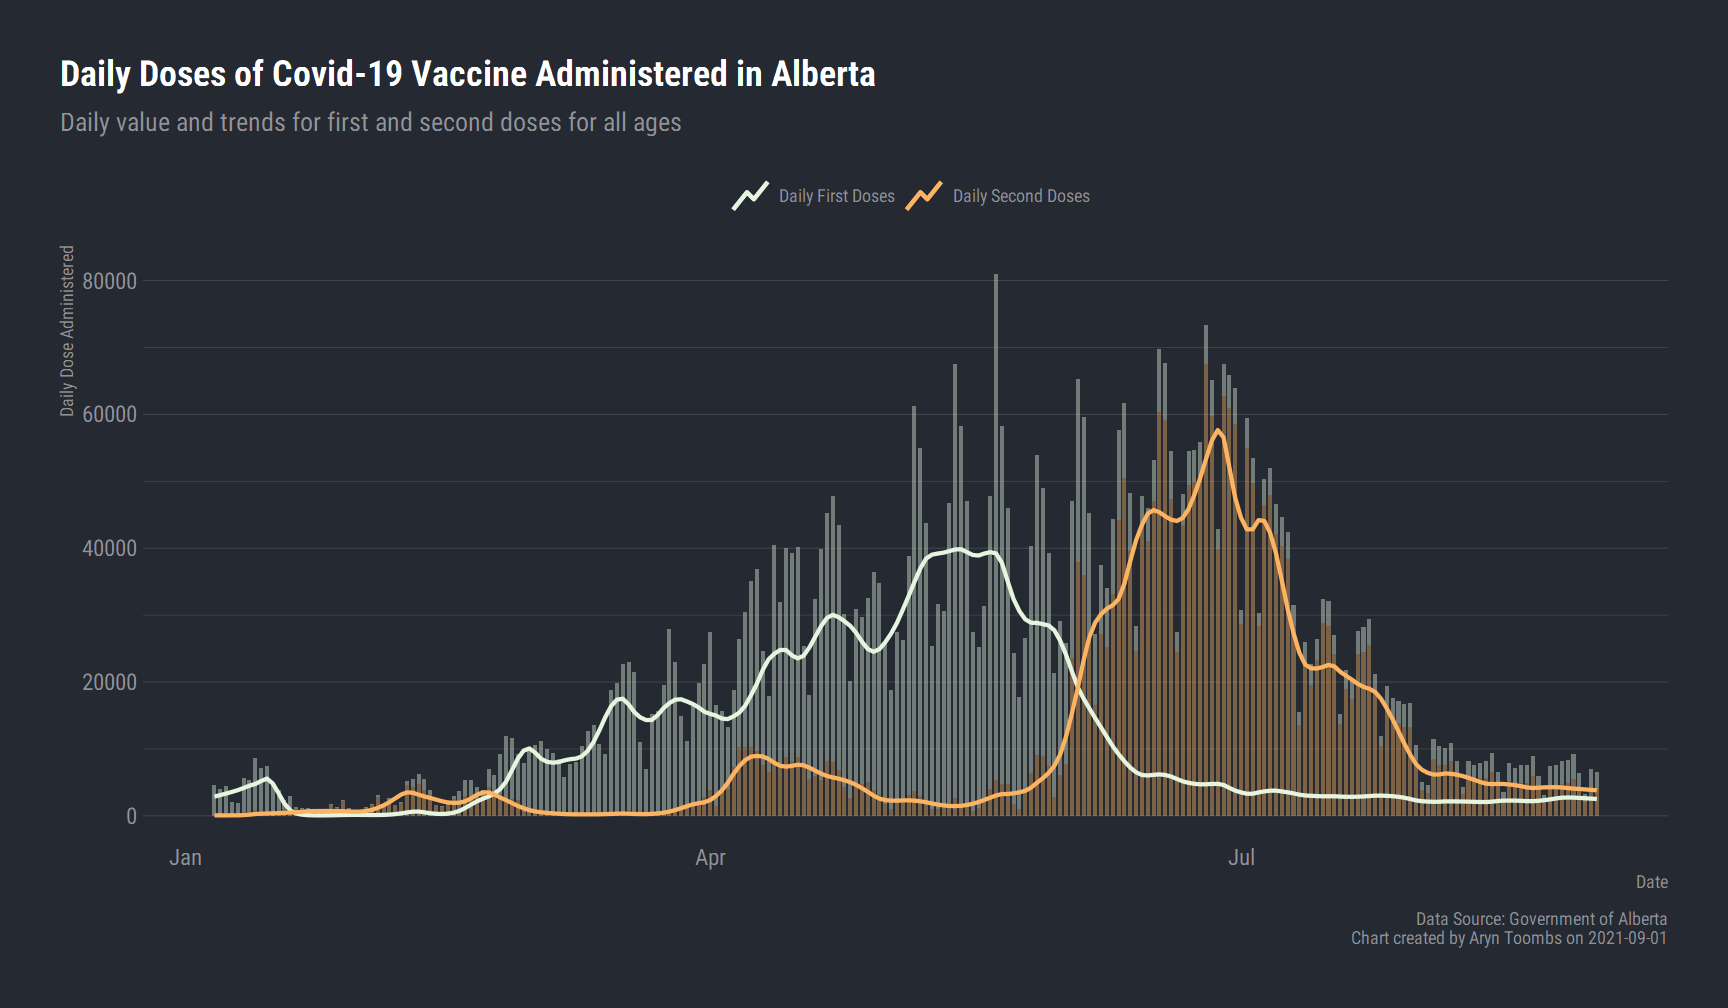 Daily Doses of Covid-19 Vaccine Administered in Alberta
Daily value and trends for first and second doses for all ages
Daily First Doses
Daily Second Doses
Daily Dose Administered
80000
60000
40000
20000
0
Jan
Apr
Jul
Date
Data Source: Government of Alberta
Chart created by Aryn Toombs on 2021-09-01